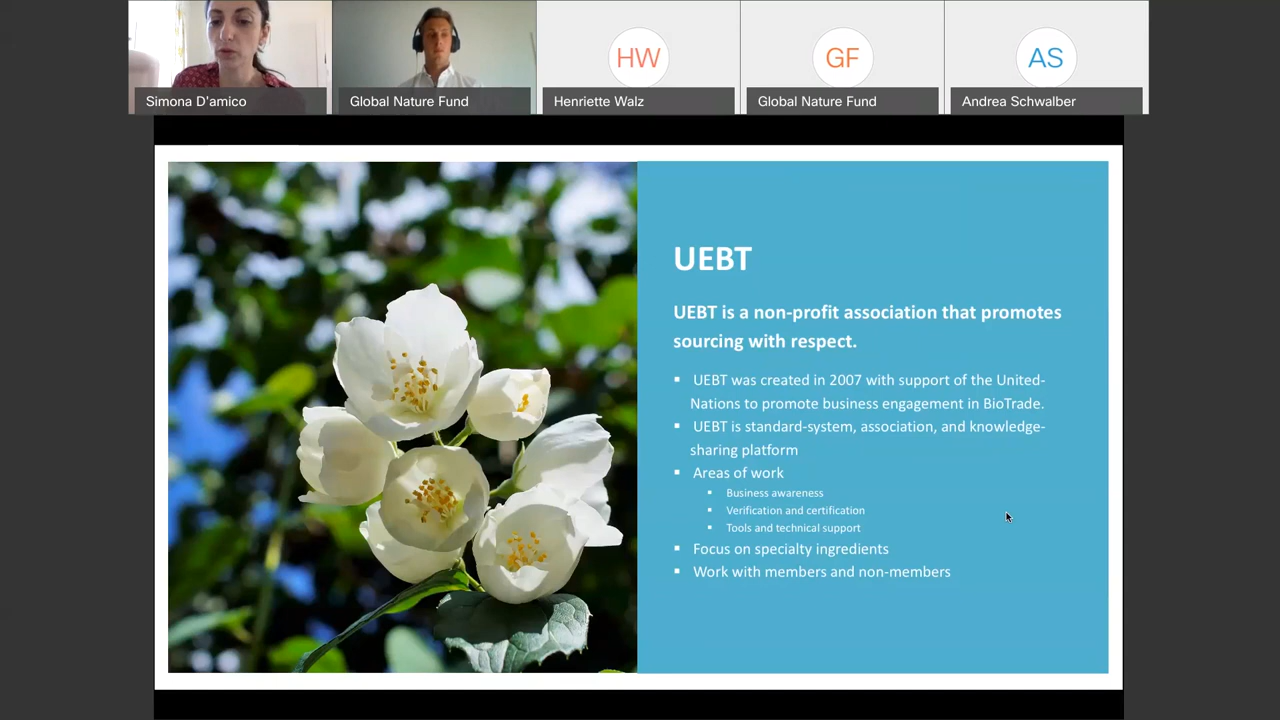 HW
GF
AS
Simona D'amico
Global Nature Fund
Henriette Walz
Global Nature Fund
Andrea Schwalber
UEBT
UEBT is a non-profit association that promotes
sourcing with respect.
▪ UEBT was created in 2007 with support of the United-
Nations to promote business engagement in BioTrade.
▪ UEBT is standard-system, association, and knowledge-
sharing platform
▪ Areas of work
▪ Business awareness
▪ Verification and certification
▪ Tools and technical support
▪ Focus on specialty ingredients
▪ Work with members and non-members